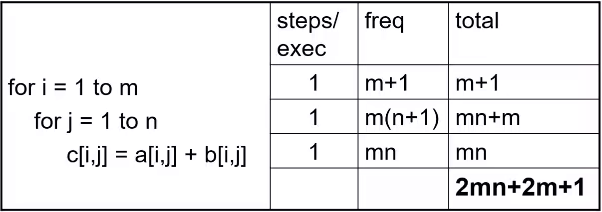 steps/ exec freq total
for i = 1 to m 1 m+1 m+1
for j = 1 to n 1 m(n+1) mn+m
c[i,j] = a[i,j] + b[i,j] 1 mn mn
2mn+2m+1